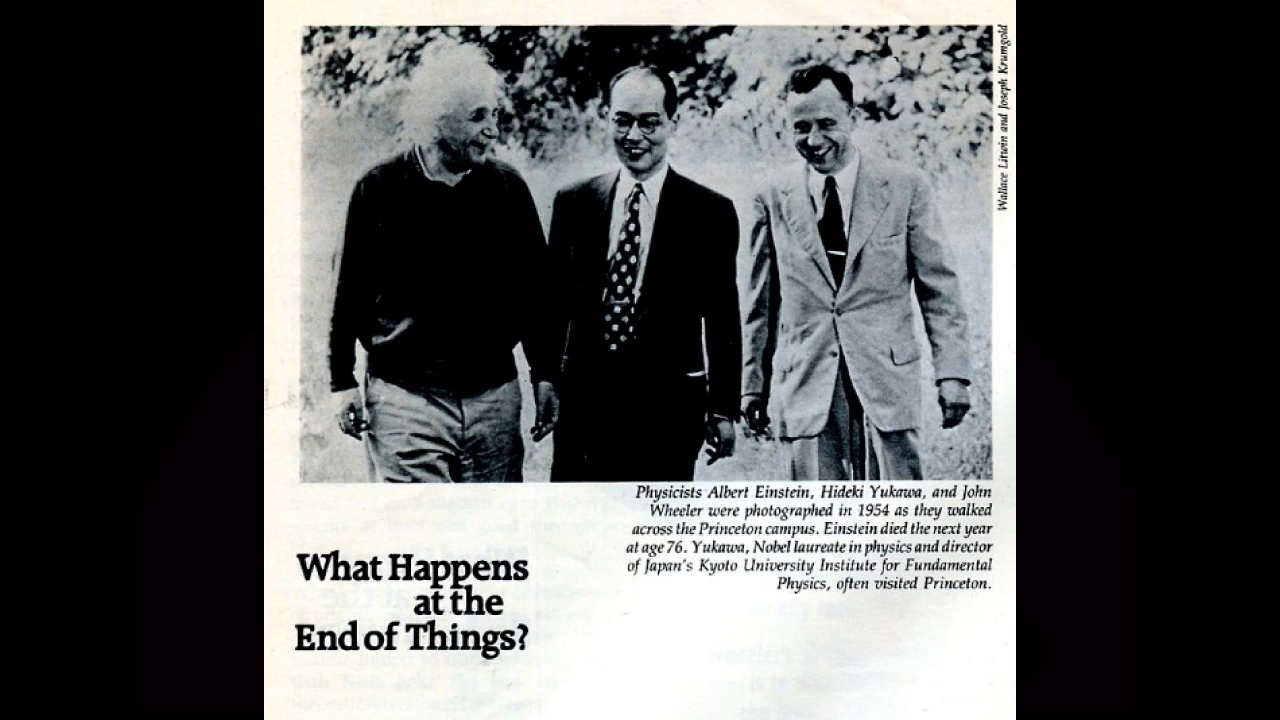 Wallace Litwin and Joseph Krumgold
Physicists Albert Einstein, Hideki Yukawa, and John
Wheeler were photographed in 1954 as they walked
across the Princeton campus. Einstein died the next year
at age 76. Yukawa, Nobel laureate in physics and director
of Japan's Kyoto University Institute for Fundamental
Physics, often visited Princeton.
What Happens
at the
End of Things?